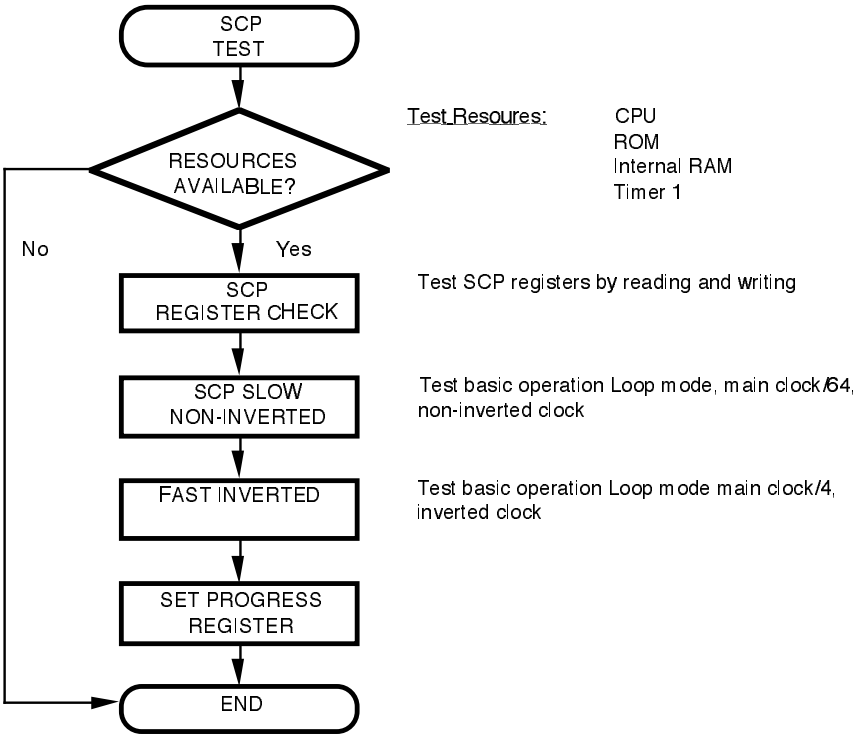 SCP
TEST
Test Resoures:
CPU
ROM
Internal RAM
Timer 1
RESOURCES
AVAILABLE?
No
Yes
SCP
REGISTER CHECK
Test SCP registers by reading and writing
SCP SLOW
NON-INVERTED
Test basic operation Loop mode, main clock/64,
non-inverted clock
FAST INVERTED
Test basic operation Loop mode main clock/4,
inverted clock
SET PROGRESS
REGISTER
END